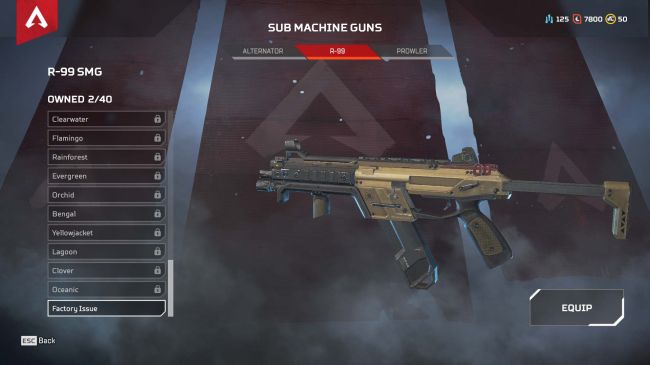 125 7800 50
SUB MACHINE GUNS
ALTERNATOR R-99 PROWLER
R-99 SMG
OWNED 2/40
Clearwater
Flamingo
Rainforest
Evergreen
Orchid
Bengal
Yellowjacket
Lagoon
Clover
Oceanic
Factory Issue
EQUIP
ESC Back